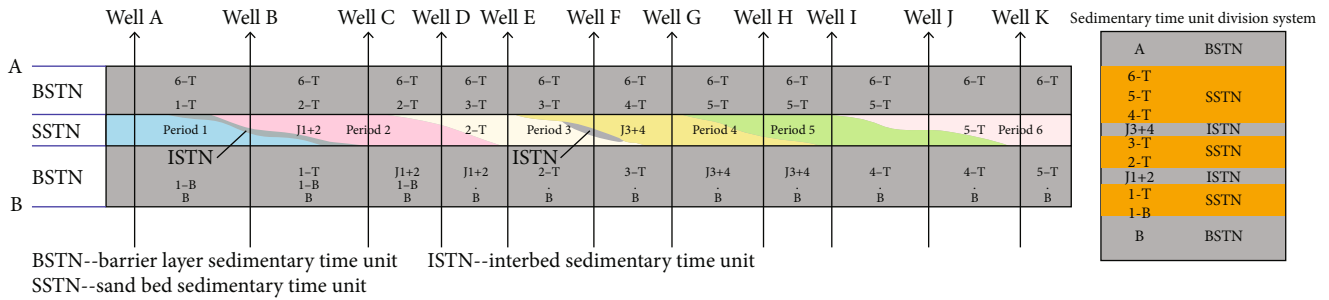 Well A Well B Well C Well D Well E Well F Well G Well H Well I Well J Well K
Sedimentary time unit division system
A
BSTN
6–T 6–T 6–T 6–T 6–T 6–T 6–T 6–T 6–T 6–T 6–T
1–T 2–T 2–T 3–T 3–T 4–T 5–T 5–T 5–T
SSTN
Period 1 J1+2 Period 2 2–T Period 3 J3+4 Period 4 Period 5 5–T Period 6
ISTN ISTN
BSTN
1–T J1+2 J1+2 2–T 3–T J3+4 J3+4 4–T 4–T 5–T
1–B 1–B 1–B . . . . . . . .
B B B B B B B B B B B
B
A BSTN
6-T
5-T SSTN
4-T
J3+4 ISTN
3-T SSTN
2-T
J1+2 ISTN
1-T SSTN
1-B
B BSTN
BSTN--barrier layer sedimentary time unit ISTN--interbed sedimentary time unit
SSTN--sand bed sedimentary time unit